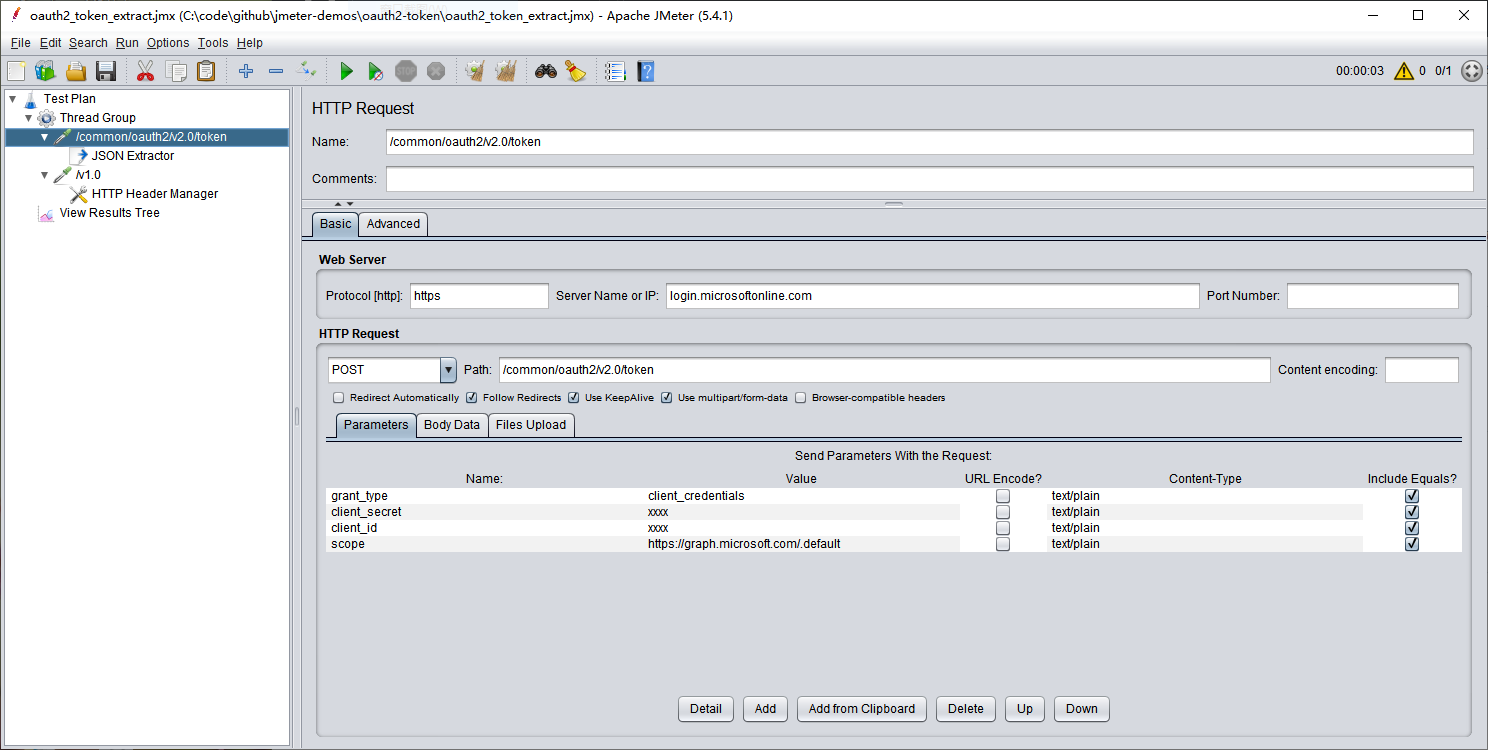 oauth2_token_extract.jmx (C:\code\github\jmeter-demos\oauth2-token\oauth2_token_extract.jmx) - Apache JMeter (5.4.1)
File Edit Search Run Options Tools Help
STOP 00:00:03 0 0/1
Test Plan
Thread Group
/common/oauth2/v2.0/token
JSON Extractor
/v1.0
HTTP Header Manager
View Results Tree
HTTP Request
Name: /common/oauth2/v2.0/token
Comments:
Basic Advanced
Web Server
Protocol [http]: https Server Name or IP: login.microsoftonline.com Port Number:
HTTP Request
POST Path: /common/oauth2/v2.0/token Content encoding:
Redirect Automatically Follow Redirects Use KeepAlive Use multipart/form-data Browser-compatible headers
Parameters Body Data Files Upload
Send Parameters With the Request:
Name: Value URL Encode? Content-Type Include Equals?
grant_type client_credentials text/plain
client_secret xxxx text/plain
client_id xxxx text/plain
scope https://graph.microsoft.com/.default text/plain
Detail Add Add from Clipboard Delete Up Down